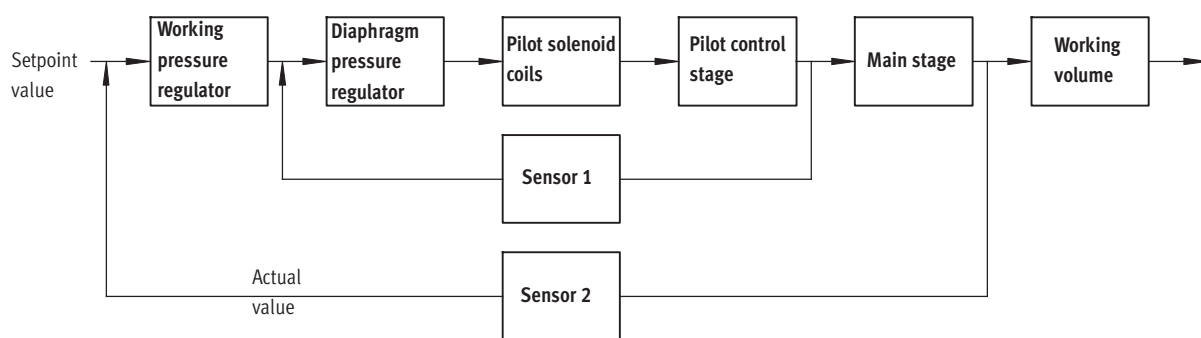 Setpoint
value
Working
pressure
regulator
Diaphragm
pressure
regulator
Pilot solenoid
coils
Pilot control
stage
Main stage
Working
volume
Sensor 1
Actual
value
Sensor 2